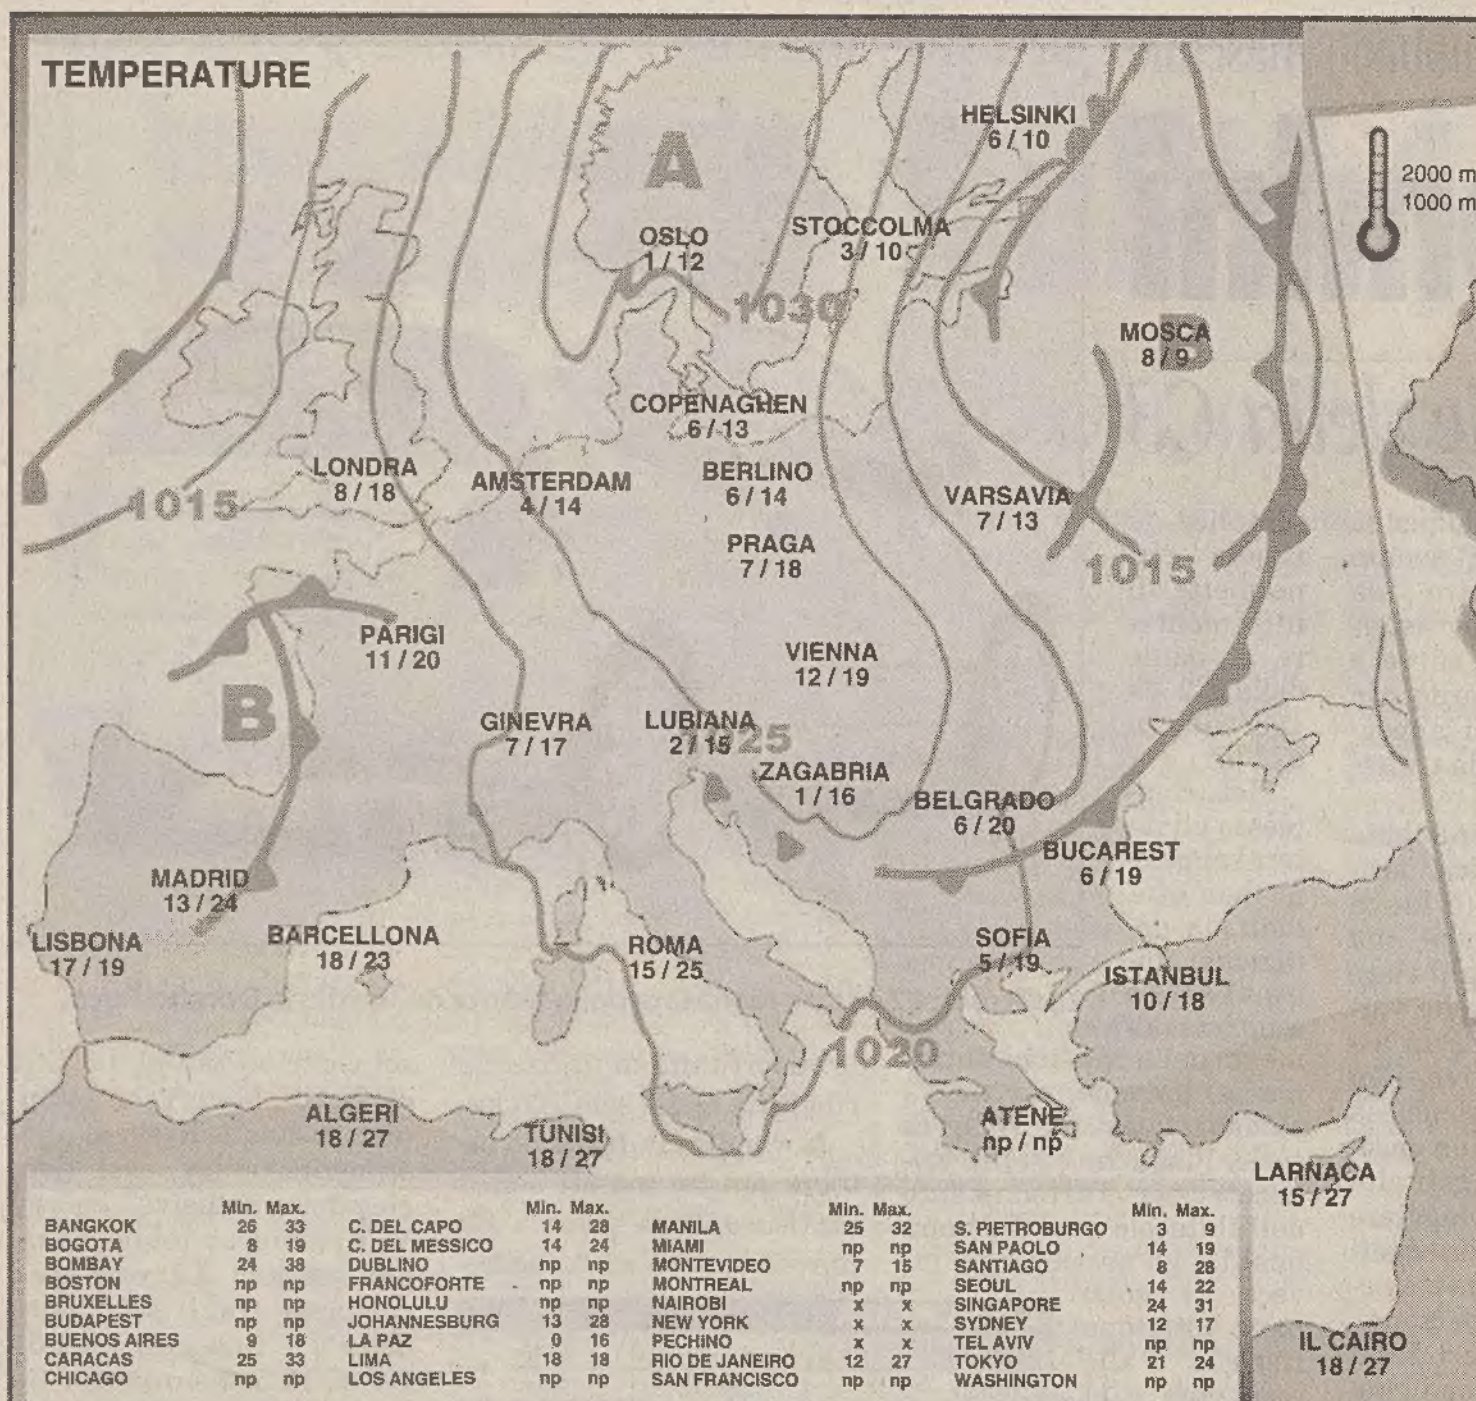 TEMPERATURE
HELSINKI
6 / 10
A
2000 m
1000 m
OSLO
1 / 12
STOCCOLMA
3 / 10
1030
MOSCA
8 / 9
B
COPENAGHEN
6 / 13
LONDRA
8 / 18
AMSTERDAM
4 / 14
BERLINO
6 / 14
VARSAVIA
7 / 13
1015
PRAGA
7 / 18
1015
PARIGI
11 / 20
VIENNA
12 / 19
B
GINEVRA
7 / 17
LUBIANA
2 / 15
1025
ZAGABRIA
1 / 16
BELGRADO
6 / 20
BUCAREST
6 / 19
MADRID
13 / 24
LISBONA
17 / 19
BARCELLONA
18 / 23
ROMA
15 / 25
SOFIA
5 / 19
ISTANBUL
10 / 18
1020
ALGERI
18 / 27
TUNISI
18 / 27
ATENE
np / np
LARNACA
15 / 27
IL CAIRO
18 / 27
Min. Max.
BANGKOK 26 33
BOGOTA 8 19
BOMBAY 24 38
BOSTON np np
BRUXELLES np np
BUDAPEST np np
BUENOS AIRES 9 18
CARACAS 25 33
CHICAGO np np
Min. Max.
C. DEL CAPO 14 28
C. DEL MESSICO 14 24
DUBLINO np np
FRANCOFORTE np np
HONOLULU np np
JOHANNESBURG 13 28
LA PAZ 0 16
LIMA 18 18
LOS ANGELES np np
Min. Max.
MANILA 25 32
MIAMI np np
MONTEVIDEO 7 15
MONTREAL np np
NAIROBI x x
NEW YORK x x
PECHINO x x
RIO DE JANEIRO 12 27
SAN FRANCISCO np np
Min. Max.
S. PIETROBURGO 3 9
SAN PAOLO 14 19
SANTIAGO 8 28
SEOUL 14 22
SINGAPORE 24 31
SYDNEY 12 17
TEL AVIV np np
TOKYO 21 24
WASHINGTON np np